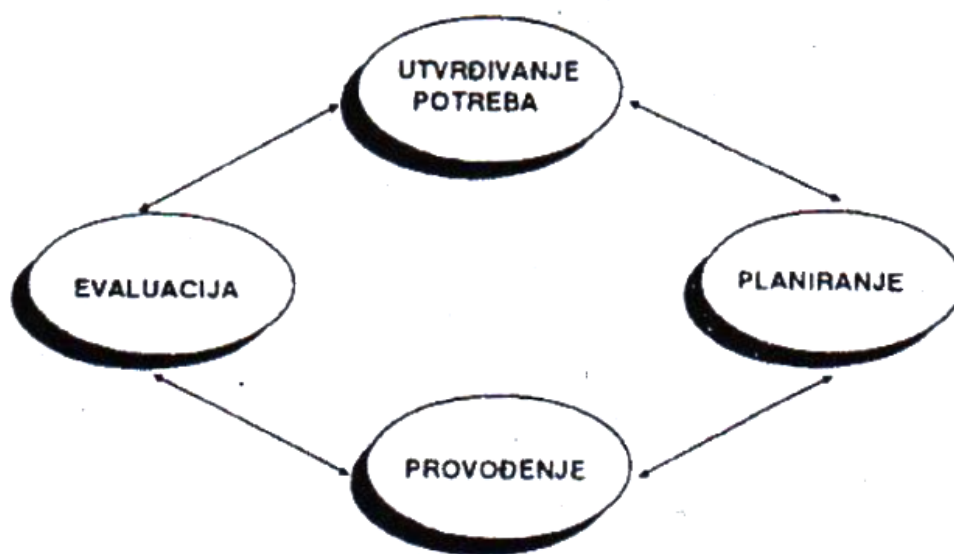 UTVRĐIVANJE
POTREBA
EVALUACIJA
PLANIRANJE
PROVOĐENJE